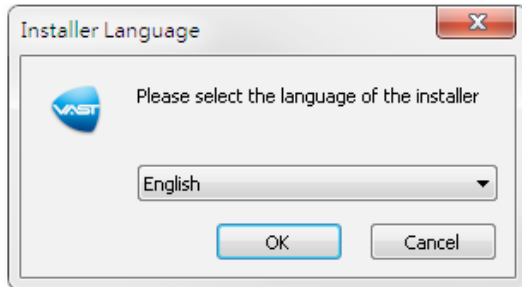 Installer Language
VAST
Please select the language of the installer
English
OK
Cancel